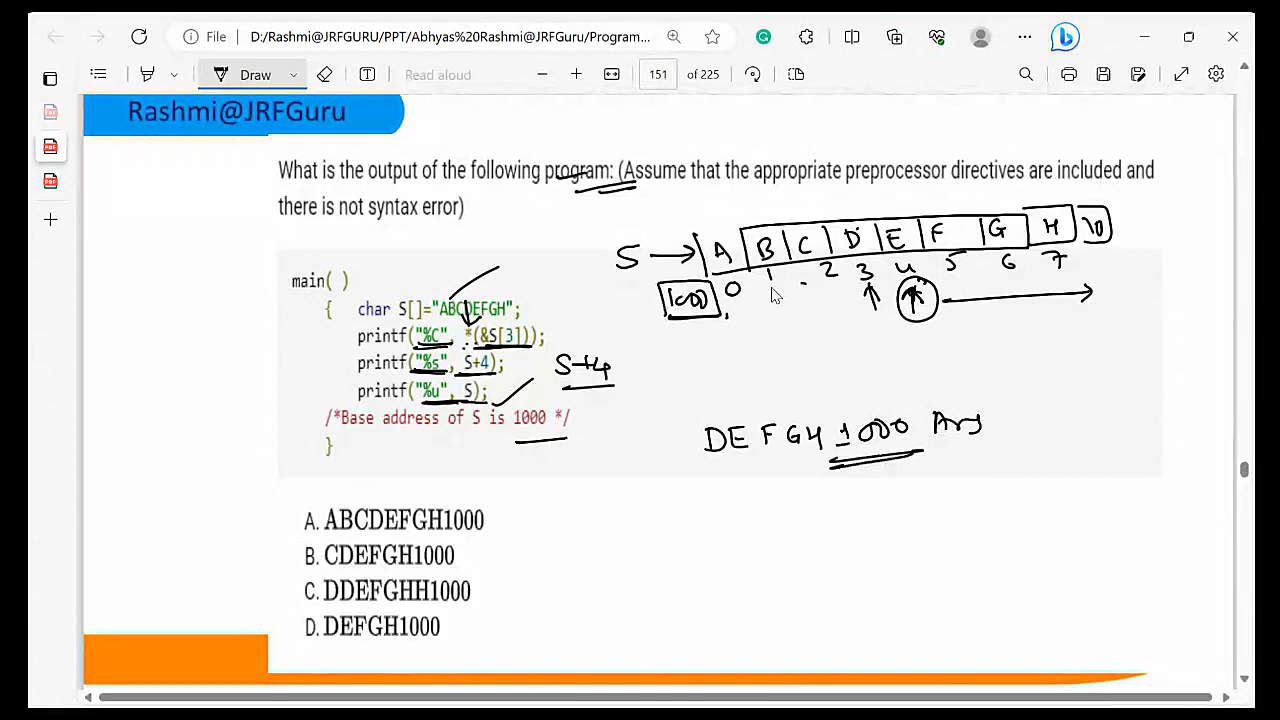 File D:/Rashmi@JRFGURU/PPT/Abhyas%20Rashmi@JRFGuru/Program...
Draw Read aloud 151 of 225
Rashmi@JRFGuru
What is the output of the following program: (Assume that the appropriate preprocessor directives are included and
there is not syntax error)
S → A B C D E F G H \0
1000 0 1 2 3 4 5 6 7
main( )
{ char S[]="ABCDEFGH";
printf("%C", *(&S[3]));
printf("%s", S+4);
S+4
printf("%u", S);
/*Base address of S is 1000 */
}
DEFGH 1000 Ans
A. ABCDEFGH1000
B. CDEFGH1000
C. DDEFGHH1000
D. DEFGH1000